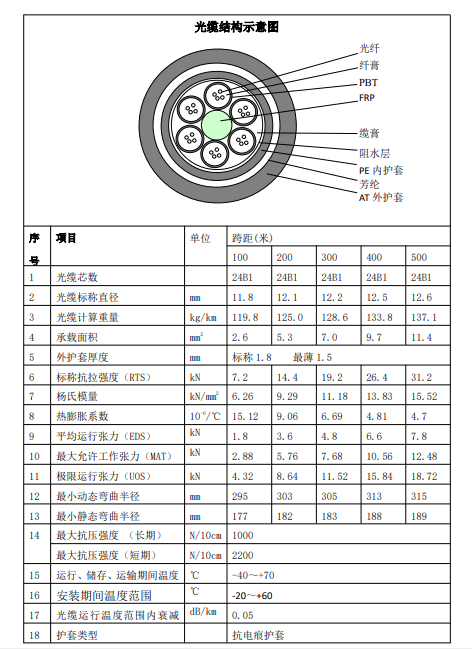 光缆结构示意图
光纤
纤膏
PBT
FRP
缆膏
阻水层
PE 内护套
芳纶
AT 外护套
序号 项目 单位 跨距(米)
100 200 300 400 500
1 光缆芯数 24B1 24B1 24B1 24B1 24B1
2 光缆标称直径 mm 11.8 12.1 12.2 12.5 12.6
3 光缆计算重量 kg/km 119.8 125.0 128.6 133.8 137.1
4 承载面积 mm² 2.6 5.3 7.0 9.7 11.4
5 外护套厚度 mm 标称 1.8 最薄 1.5
6 标称抗拉强度（RTS） kN 7.2 14.4 19.2 26.4 31.2
7 杨氏模量 kN/mm² 6.26 9.29 11.18 13.83 15.52
8 热膨胀系数 10⁻⁶/℃ 15.12 9.06 6.69 4.81 4.7
9 平均运行张力（EDS） kN 1.8 3.6 4.8 6.6 7.8
10 最大允许工作张力（MAT） kN 2.88 5.76 7.68 10.56 12.48
11 极限运行张力（UOS） kN 4.32 8.64 11.52 15.84 18.72
12 最小动态弯曲半径 mm 295 303 305 313 315
13 最小静态弯曲半径 mm 177 182 183 188 189
14 最大抗压强度 （长期） N/10cm 1000
最大抗压强度（短期） N/10cm 2200
15 运行、储存、运输期间温度 ℃ -40～+70
16 安装期间温度范围 ℃ -20～+60
17 光缆运行温度范围内衰减 dB/km 0.05
18 护套类型 抗电痕护套